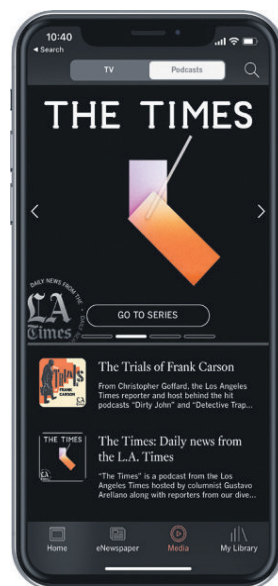 10:40
Search
TV
Podcasts
THE TIMES
DAILY NEWS FROM THE
LA
Times
GO TO SERIES
TRIALS
FRANK
CARSON
The Trials of Frank Carson
From Christopher Goffard, the Los Angeles
Times reporter and host behind the hit
podcasts “Dirty John” and “Detective Trap...
THE TIMES
The Times: Daily news from
the L.A. Times
“The Times” is a podcast from the Los
Angeles Times hosted by columnist Gustavo
Arellano along with reporters from our dive...
Home
eNewspaper
Media
My Library